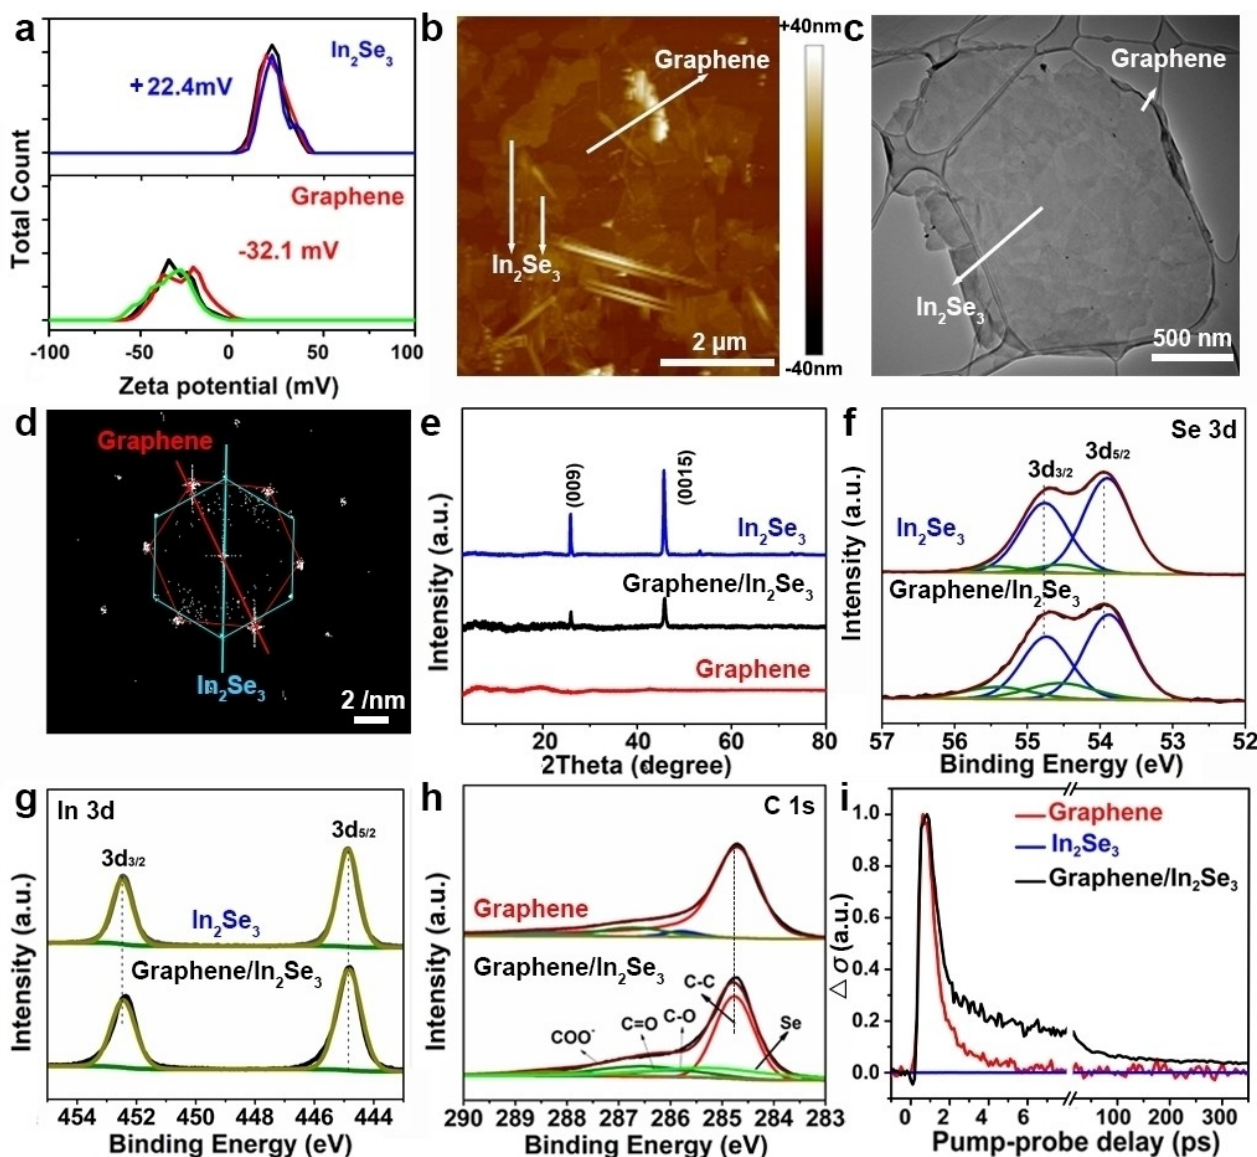 a
In₂Se₃
+22.4mV
Graphene
-32.1 mV
Total Count
-100 -50 0 50 100
Zeta potential (mV)
b
+40nm
Graphene
In₂Se₃
2 µm
-40nm
c
Graphene
In₂Se₃
500 nm
d
Graphene
In₂Se₃
2 /nm
e
(009)
(0015)
In₂Se₃
Graphene/In₂Se₃
Graphene
Intensity (a.u.)
20 40 60 80
2Theta (degree)
f
Se 3d
3d₃/₂
3d₅/₂
In₂Se₃
Graphene/In₂Se₃
Intensity (a.u.)
57 56 55 54 53 52
Binding Energy (eV)
g
In 3d
3d₃/₂
3d₅/₂
In₂Se₃
Graphene/In₂Se₃
Intensity (a.u.)
454 452 450 448 446 444
Binding Energy (eV)
h
C 1s
Graphene
Graphene/In₂Se₃
C-C
C-O
C=O
COO⁻
Se
Intensity (a.u.)
290 289 288 287 286 285 284 283
Binding Energy (eV)
i
Graphene
In₂Se₃
Graphene/In₂Se₃
△σ (a.u.)
1.0
0.8
0.6
0.4
0.2
0.0
0 2 4 6 100 200 300
Pump-probe delay (ps)